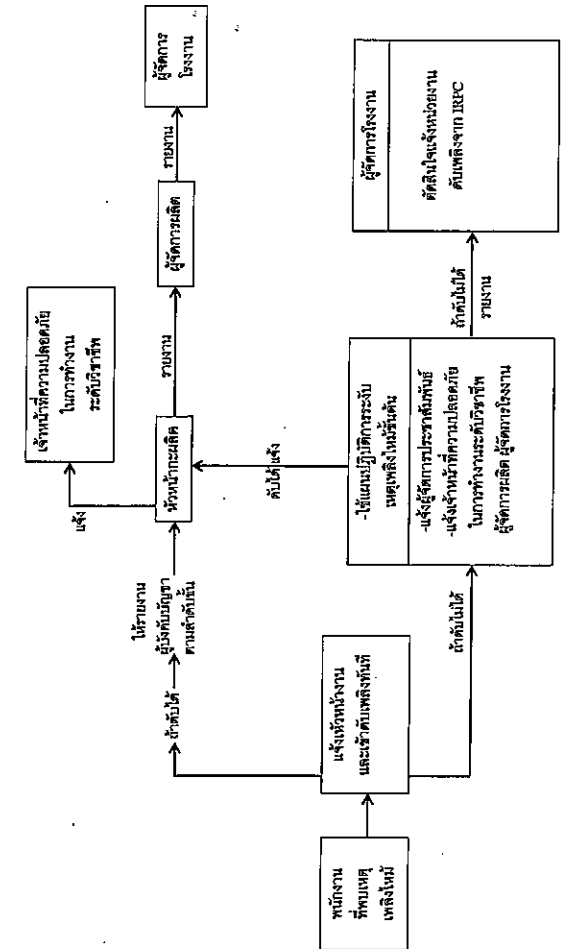 พนักงาน
ที่พบเหตุ
เพลิงไหม้
แจ้งหัวหน้างาน
และเข้าดับเพลิงทันที
ถ้าดับได้
ให้รายงาน
ผู้บังคับบัญชา
ตามลำดับชั้น
หัวหน้ากะผลิต
แจ้ง
เจ้าหน้าที่ความปลอดภัย
ในการทำงาน
ระดับวิชาชีพ
รายงาน
ผู้จัดการผลิต
รายงาน
ผู้จัดการ
โรงงาน
ถ้าดับไม่ได้
-ใช้แผนปฏิบัติการระงับ
เหตุเพลิงไหม้ขั้นต้น
-แจ้งผู้จัดการประชาสัมพันธ์
-แจ้งเจ้าหน้าที่ความปลอดภัย
ในการทำงานระดับวิชาชีพ
ผู้จัดการผลิต ผู้จัดการโรงงาน
ดับได้ แจ้ง
ถ้าดับไม่ได้
รายงาน
ผู้จัดการโรงงาน
ตัดสินใจแจ้งหน่วยงาน
ดับเพลิงจาก IRPC